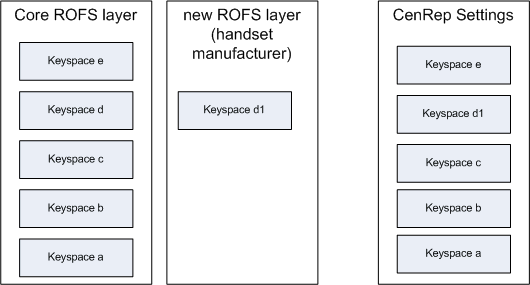 Core ROFS layer
Keyspace e
Keyspace d
Keyspace c
Keyspace b
Keyspace a
new ROFS layer
(handset
manufacturer)
Keyspace d1
CenRep Settings
Keyspace e
Keyspace d1
Keyspace c
Keyspace b
Keyspace a